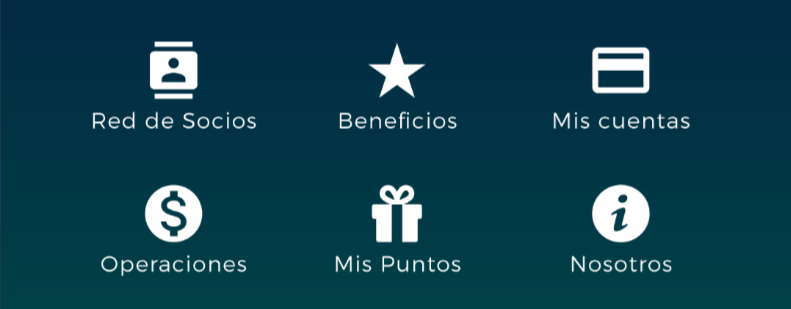 Red de Socios
Beneficios
Mis cuentas
Operaciones
Mis Puntos
Nosotros